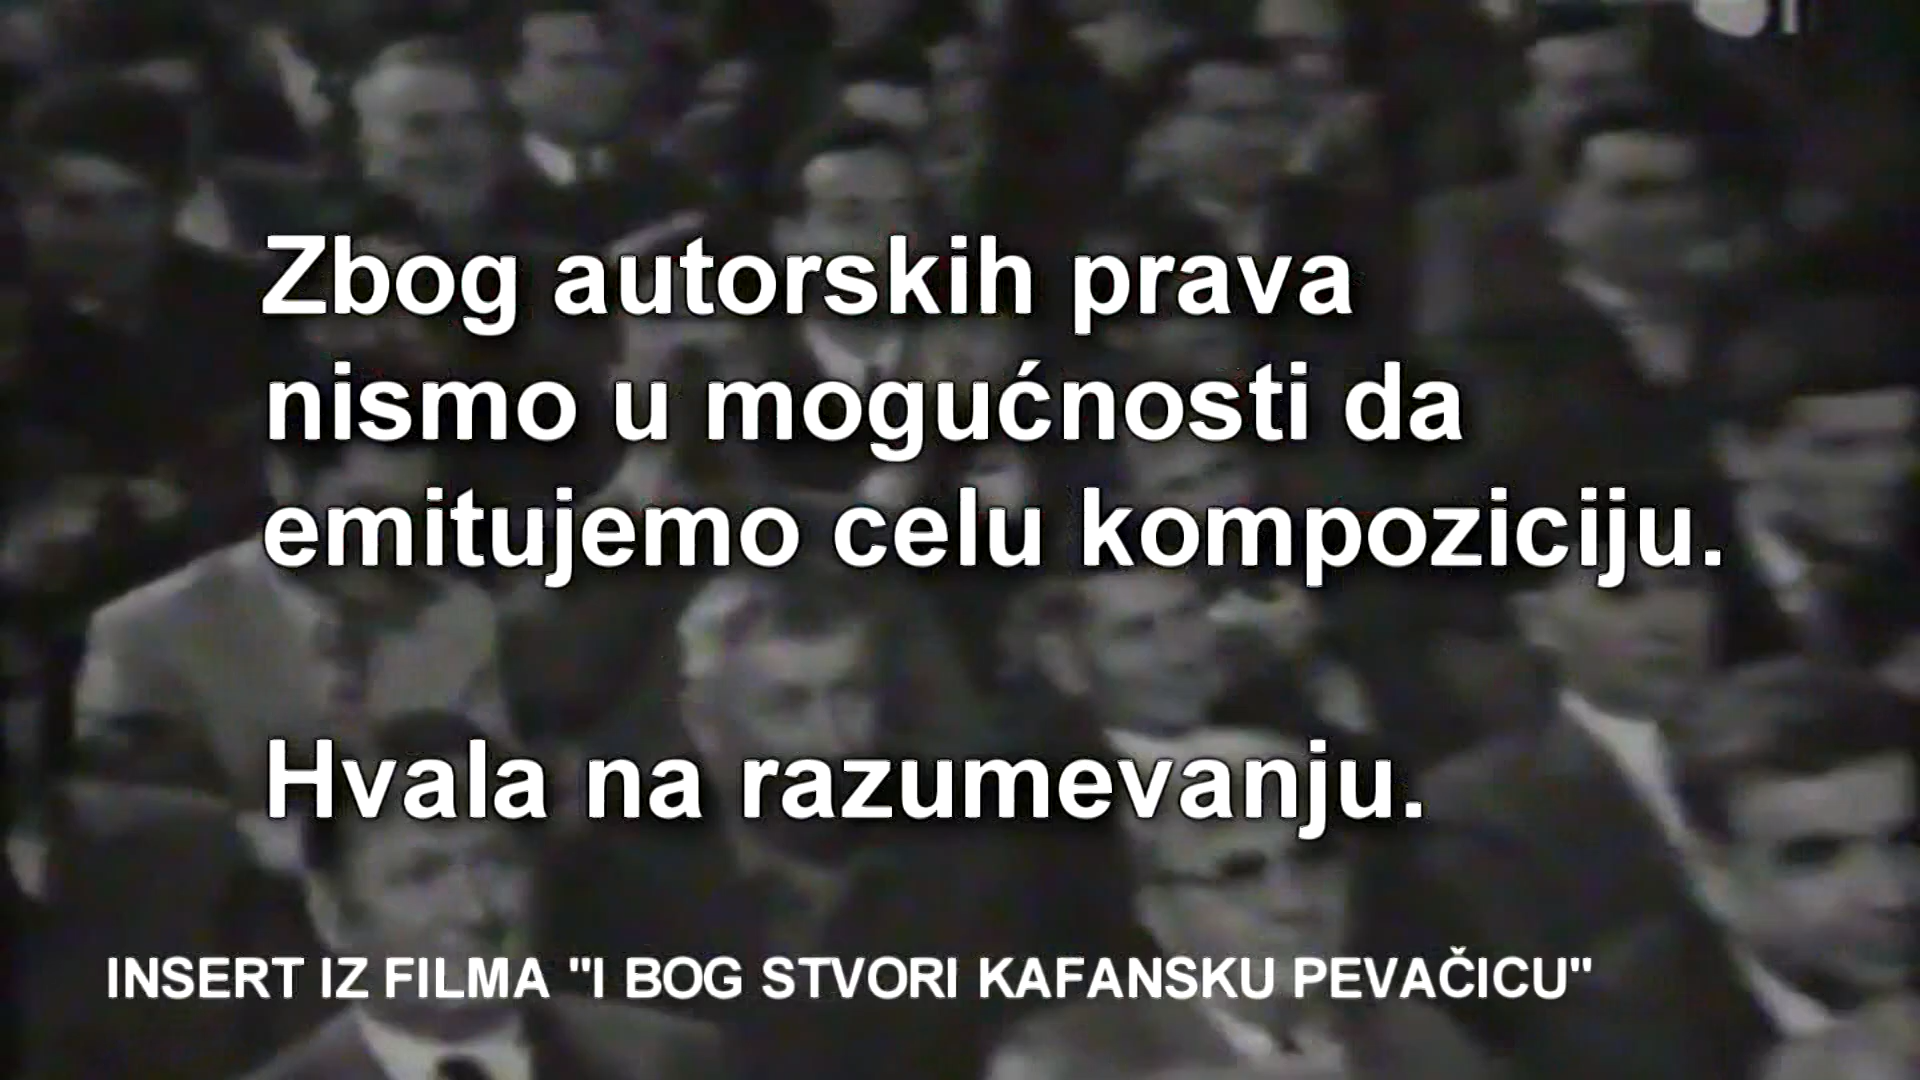 Zbog autorskih prava
nismo u mogućnosti da
emitujemo celu kompoziciju.
Hvala na razumevanju.
INSERT IZ FILMA "I BOG STVORI KAFANSKU PEVAČICU"